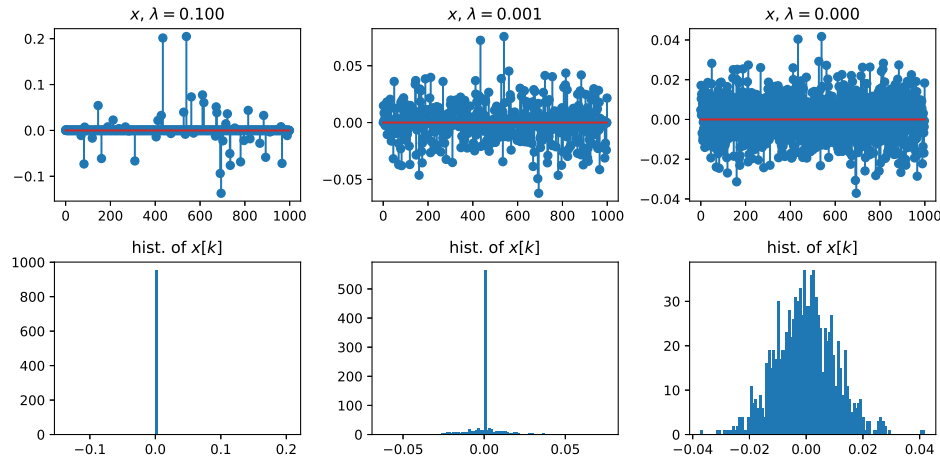 x, λ = 0.100
x, λ = 0.001
x, λ = 0.000
0.2
0.1
0.0
−0.1
0 200 400 600 800 1000
0.05
0.00
−0.05
0 200 400 600 800 1000
0.04
0.02
0.00
−0.02
−0.04
0 200 400 600 800 1000
hist. of x[k]
hist. of x[k]
hist. of x[k]
1000
800
600
400
200
0
−0.1 0.0 0.1 0.2
500
400
300
200
100
0
−0.05 0.00 0.05
30
20
10
0
−0.04 −0.02 0.00 0.02 0.04